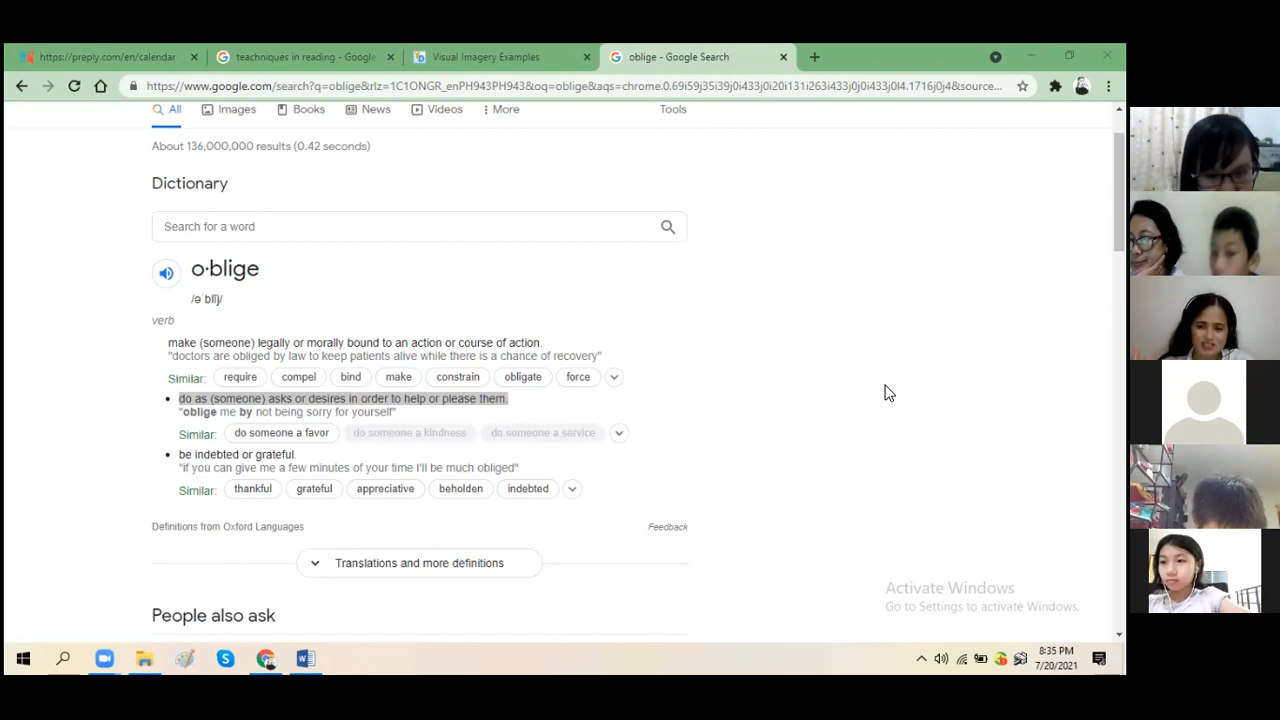 https://preply.com/en/calendar
teachniques in reading - Google
Visual Imagery Examples
oblige - Google Search
https://www.google.com/search?q=oblige&rlz=1C1ONGR_enPH943PH943&oq=oblige&aqs=chrome.0.69i59j35i39j0i433j0i20i131i263i433j0j0i433j0l4.1716j0j4&source...
All Images Books News Videos More Tools
About 136,000,000 results (0.42 seconds)
Dictionary
Search for a word
o·blige
/əˈblīj/
verb
make (someone) legally or morally bound to an action or course of action.
"doctors are obliged by law to keep patients alive while there is a chance of recovery"
Similar: require compel bind make constrain obligate force
• do as (someone) asks or desires in order to help or please them.
"oblige me by not being sorry for yourself"
Similar: do someone a favor do someone a kindness do someone a service
• be indebted or grateful.
"if you can give me a few minutes of your time I'll be much obliged"
Similar: thankful grateful appreciative beholden indebted
Definitions from Oxford Languages Feedback
Translations and more definitions
Activate Windows
Go to Settings to activate Windows.
People also ask
8:35 PM
7/20/2021